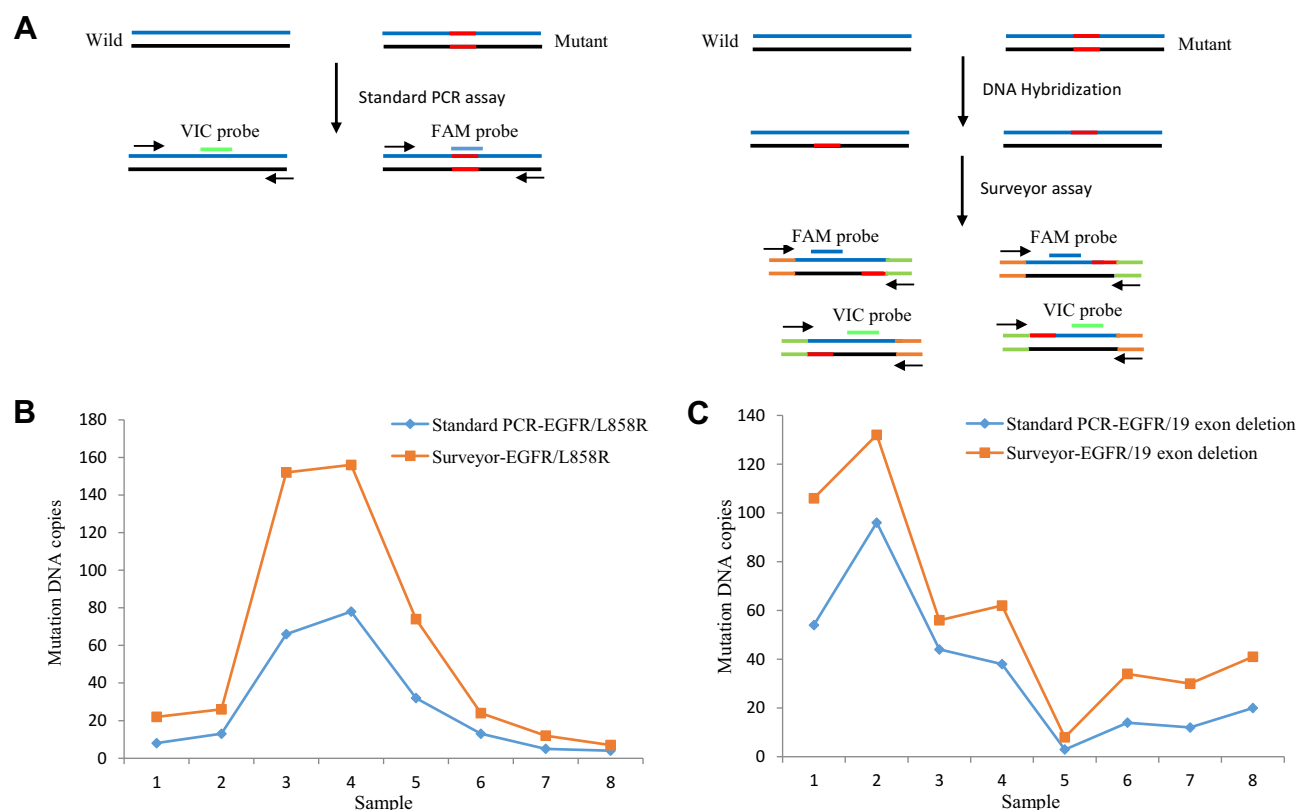 A
Wild
Mutant
Standard PCR assay
VIC probe
FAM probe
Wild
Mutant
DNA Hybridization
Surveyor assay
FAM probe
FAM probe
VIC probe
VIC probe
B
Mutation DNA copies
180
160
140
120
100
80
60
40
20
0
Standard PCR-EGFR/L858R
Surveyor-EGFR/L858R
1 2 3 4 5 6 7 8
Sample
C
Mutation DNA copies
140
120
100
80
60
40
20
0
Standard PCR-EGFR/19 exon deletion
Surveyor-EGFR/19 exon deletion
1 2 3 4 5 6 7 8
Sample